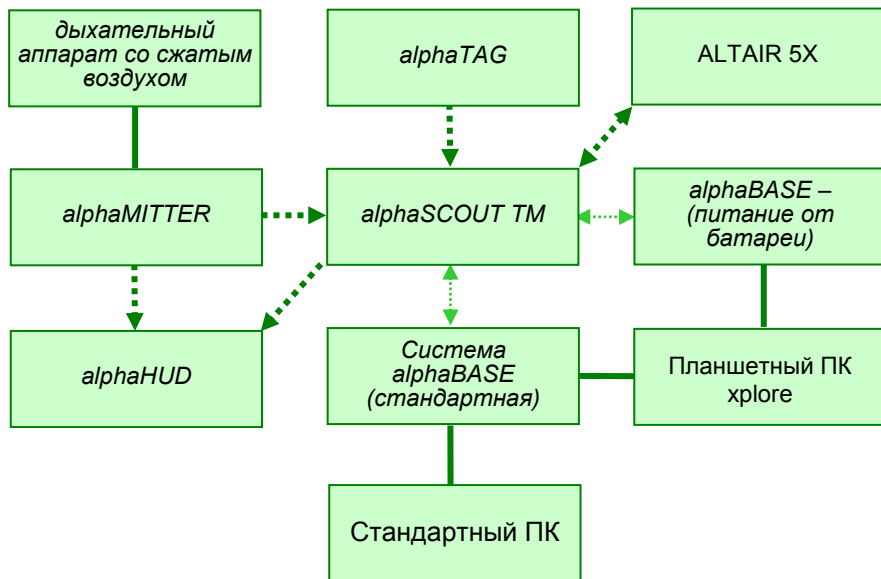 дыхательный
аппарат со сжатым
воздухом
alphaTAG
ALTAIR 5X
alphaMITTER
alphaSCOUT TM
alphaBASE –
(питание от
батареи)
alphaHUD
Система
alphaBASE
(стандартная)
Планшетный ПК
xplore
Стандартный ПК